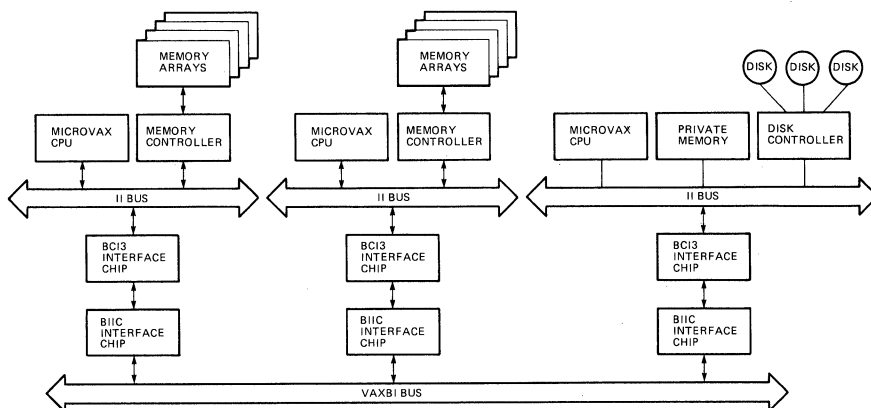 MEMORY
ARRAYS
MEMORY
ARRAYS
DISK
DISK
DISK
MICROVAX
CPU
MEMORY
CONTROLLER
MICROVAX
CPU
MEMORY
CONTROLLER
MICROVAX
CPU
PRIVATE
MEMORY
DISK
CONTROLLER
II BUS
II BUS
II BUS
BCI3
INTERFACE
CHIP
BCI3
INTERFACE
CHIP
BCI3
INTERFACE
CHIP
BIIC
INTERFACE
CHIP
BIIC
INTERFACE
CHIP
BIIC
INTERFACE
CHIP
VAXBI BUS